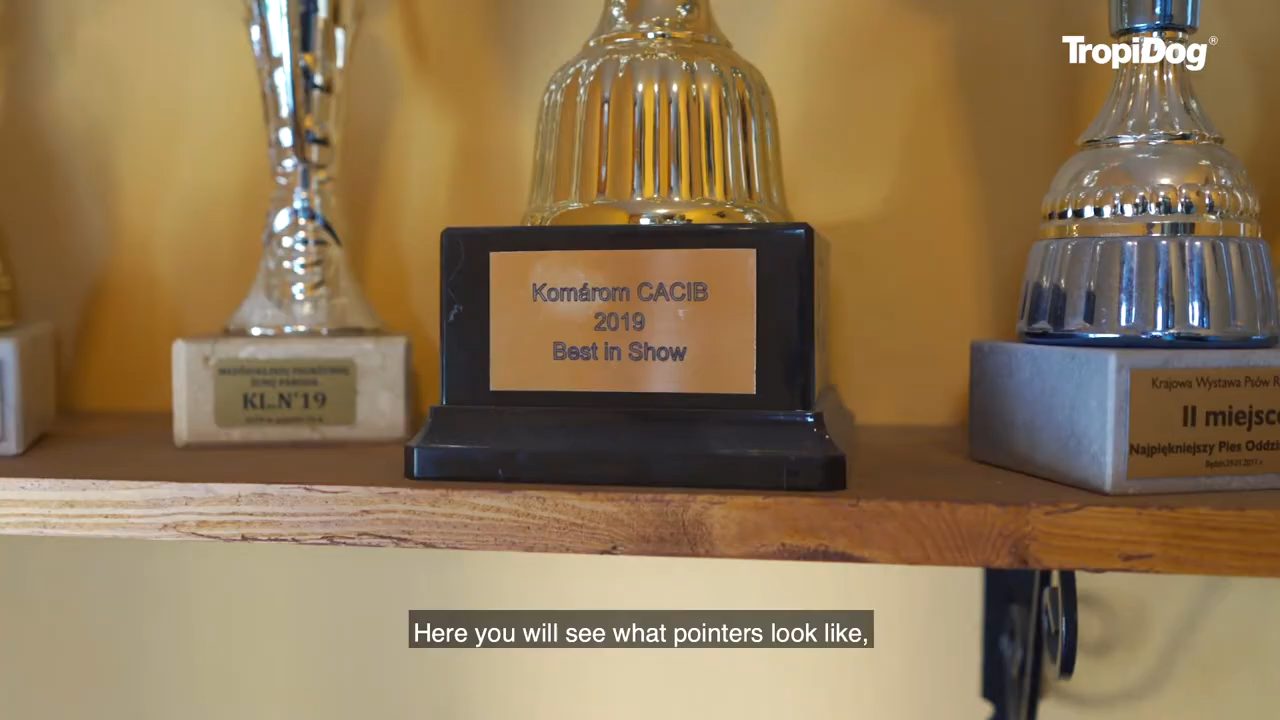 TropiDog®
Komárom CACIB
2019
Best in Show
KL..N'19
Krajowa Wystawa Psów
II miejsc
Najpiękniejszy Pies Oddzia
Here you will see what pointers look like,